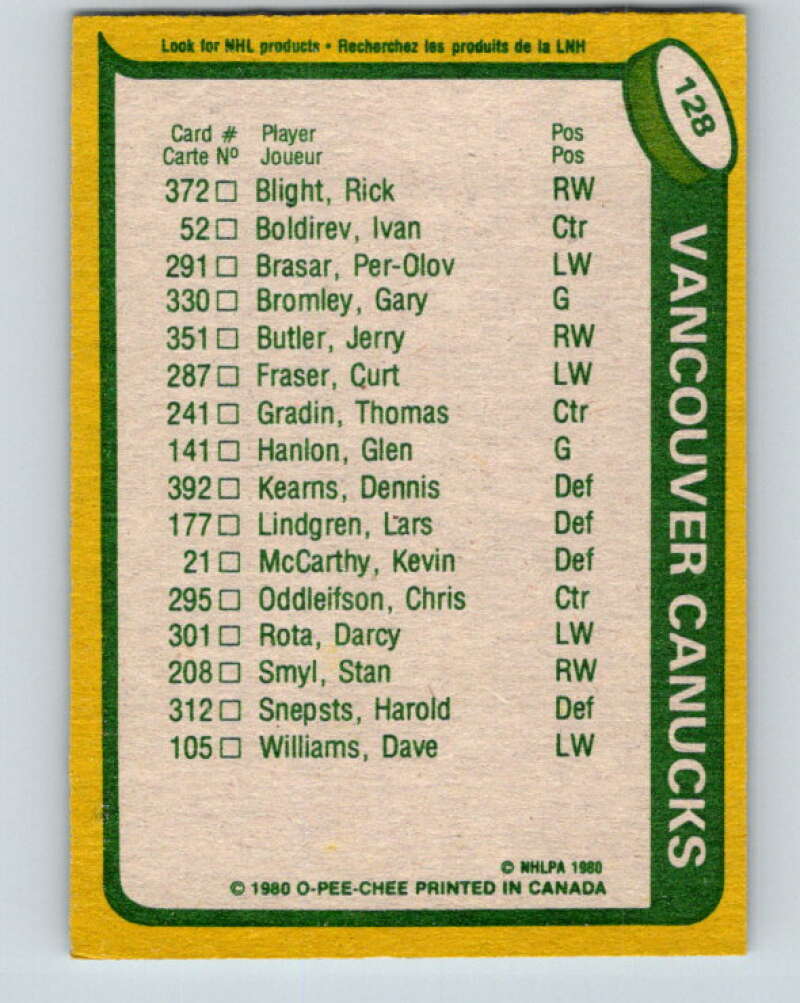 Look for NHL products • Recherchez les produits de la LNH
128
Card # Player Pos
Carte Nº Joueur Pos
372 □ Blight, Rick RW
52 □ Boldirev, Ivan Ctr
291 □ Brasar, Per-Olov LW
330 □ Bromley, Gary G
351 □ Butler, Jerry RW
287 □ Fraser, Curt LW
241 □ Gradin, Thomas Ctr
141 □ Hanlon, Glen G
392 □ Kearns, Dennis Def
177 □ Lindgren, Lars Def
21 □ McCarthy, Kevin Def
295 □ Oddleifson, Chris Ctr
301 □ Rota, Darcy LW
208 □ Smyl, Stan RW
312 □ Snepsts, Harold Def
105 □ Williams, Dave LW
VANCOUVER CANUCKS
© NHLPA 1980
© 1980 O-PEE-CHEE PRINTED IN CANADA